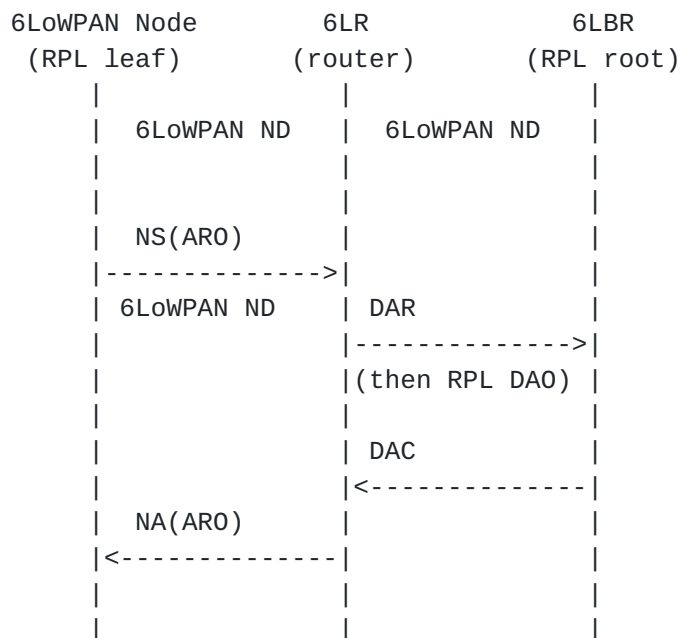 6LoWPAN Node 6LR 6LBR
(RPL leaf) (router) (RPL root)
6LoWPAN ND 6LoWPAN ND
NS(ARO)
6LoWPAN ND DAR
(then RPL DAO)
DAC
NA(ARO)